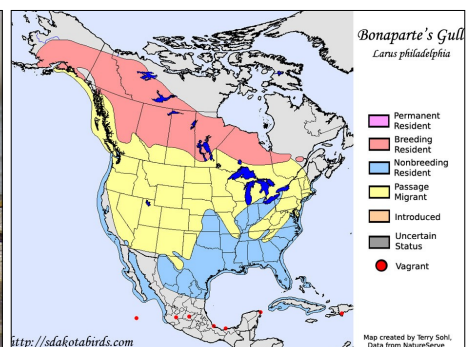 Bonaparte's Gull
Larus philadelphia
Permanent
Resident
Breeding
Resident
Nonbreeding
Resident
Passage
Migrant
Introduced
Uncertain
Status
Vagrant
http://sdakotabirds.com
Map created by Terry Sohl,
Data from NatureServe